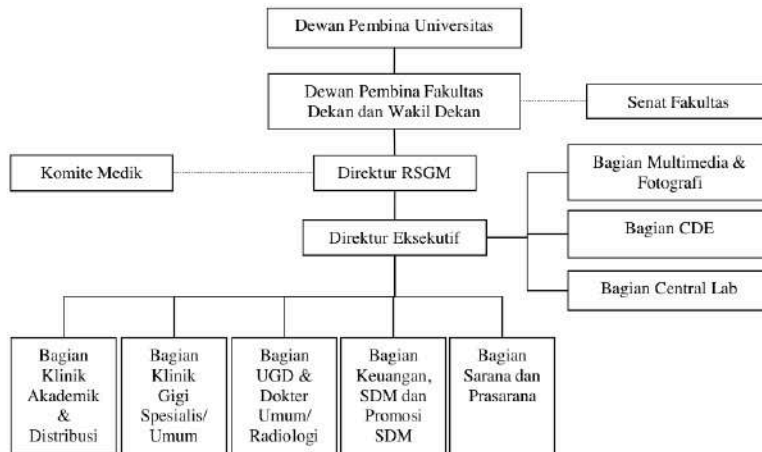 Dewan Pembina Universitas
Dewan Pembina Fakultas
Dekan dan Wakil Dekan
Senat Fakultas
Komite Medik
Direktur RSGM
Bagian Multimedia &
Fotografi
Direktur Eksekutif
Bagian CDE
Bagian Central Lab
Bagian
Klinik
Akademik
&
Distribusi
Bagian
Klinik
Gigi
Spesialis/
Umum
Bagian
UGD &
Dokter
Umum/
Radiologi
Bagian
Keuangan,
SDM dan
Promosi
SDM
Bagian
Sarana dan
Prasarana